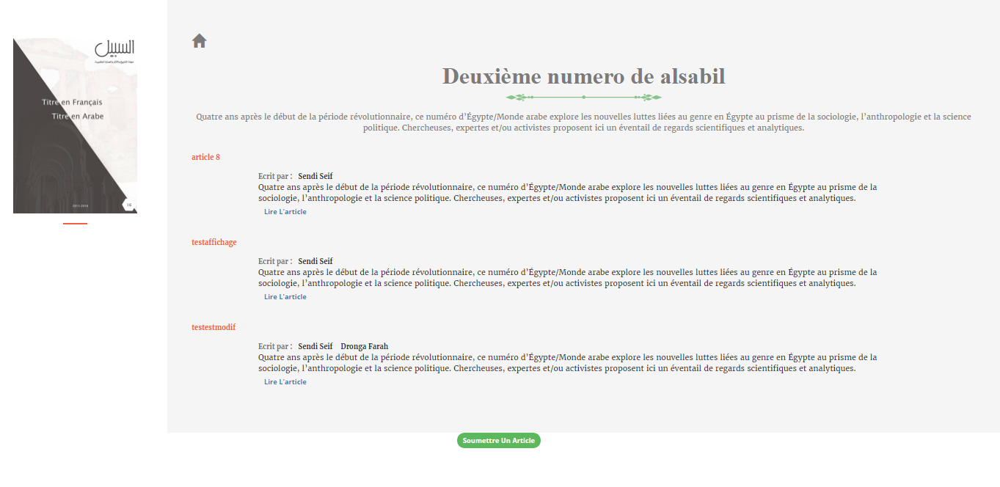 السبيل
Titre en Français
Titre en Arabe
2015-2016
16
Deuxième numero de alsabil
Quatre ans après le début de la période révolutionnaire, ce numéro d’Égypte/Monde arabe explore les nouvelles luttes liées au genre en Égypte au prisme de la sociologie, l’anthropologie et la science
politique. Chercheuses, expertes et/ou activistes proposent ici un éventail de regards scientifiques et analytiques.
article 8
Ecrit par : Sendi Seif
Quatre ans après le début de la période révolutionnaire, ce numéro d’Égypte/Monde arabe explore les nouvelles luttes liées au genre en Égypte au prisme de la
sociologie, l’anthropologie et la science politique. Chercheuses, expertes et/ou activistes proposent ici un éventail de regards scientifiques et analytiques.
Lire L'article
testaffichage
Ecrit par : Sendi Seif
Quatre ans après le début de la période révolutionnaire, ce numéro d’Égypte/Monde arabe explore les nouvelles luttes liées au genre en Égypte au prisme de la
sociologie, l’anthropologie et la science politique. Chercheuses, expertes et/ou activistes proposent ici un éventail de regards scientifiques et analytiques.
Lire L'article
testestmodif
Ecrit par : Sendi Seif Dronga Farah
Quatre ans après le début de la période révolutionnaire, ce numéro d’Égypte/Monde arabe explore les nouvelles luttes liées au genre en Égypte au prisme de la
sociologie, l’anthropologie et la science politique. Chercheuses, expertes et/ou activistes proposent ici un éventail de regards scientifiques et analytiques.
Lire L'article
Soumettre Un Article